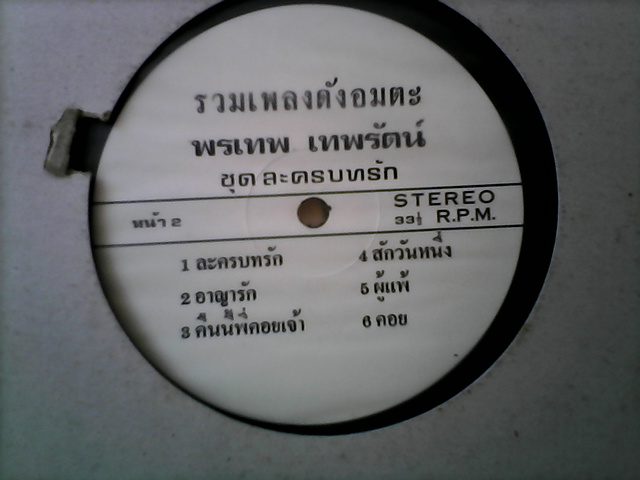 รวมเพลงดังอมตะ
พรเทพ เทพรัตน์
ชุด ละครบทรัก
หน้า 2
STEREO
33⅓ R.P.M.
1 ละครบทรัก
2 อาญารัก
3 คืนนี้พี่คอยเจ้า
4 สักวันหนึ่ง
5 ผู้แพ้
6 คอย